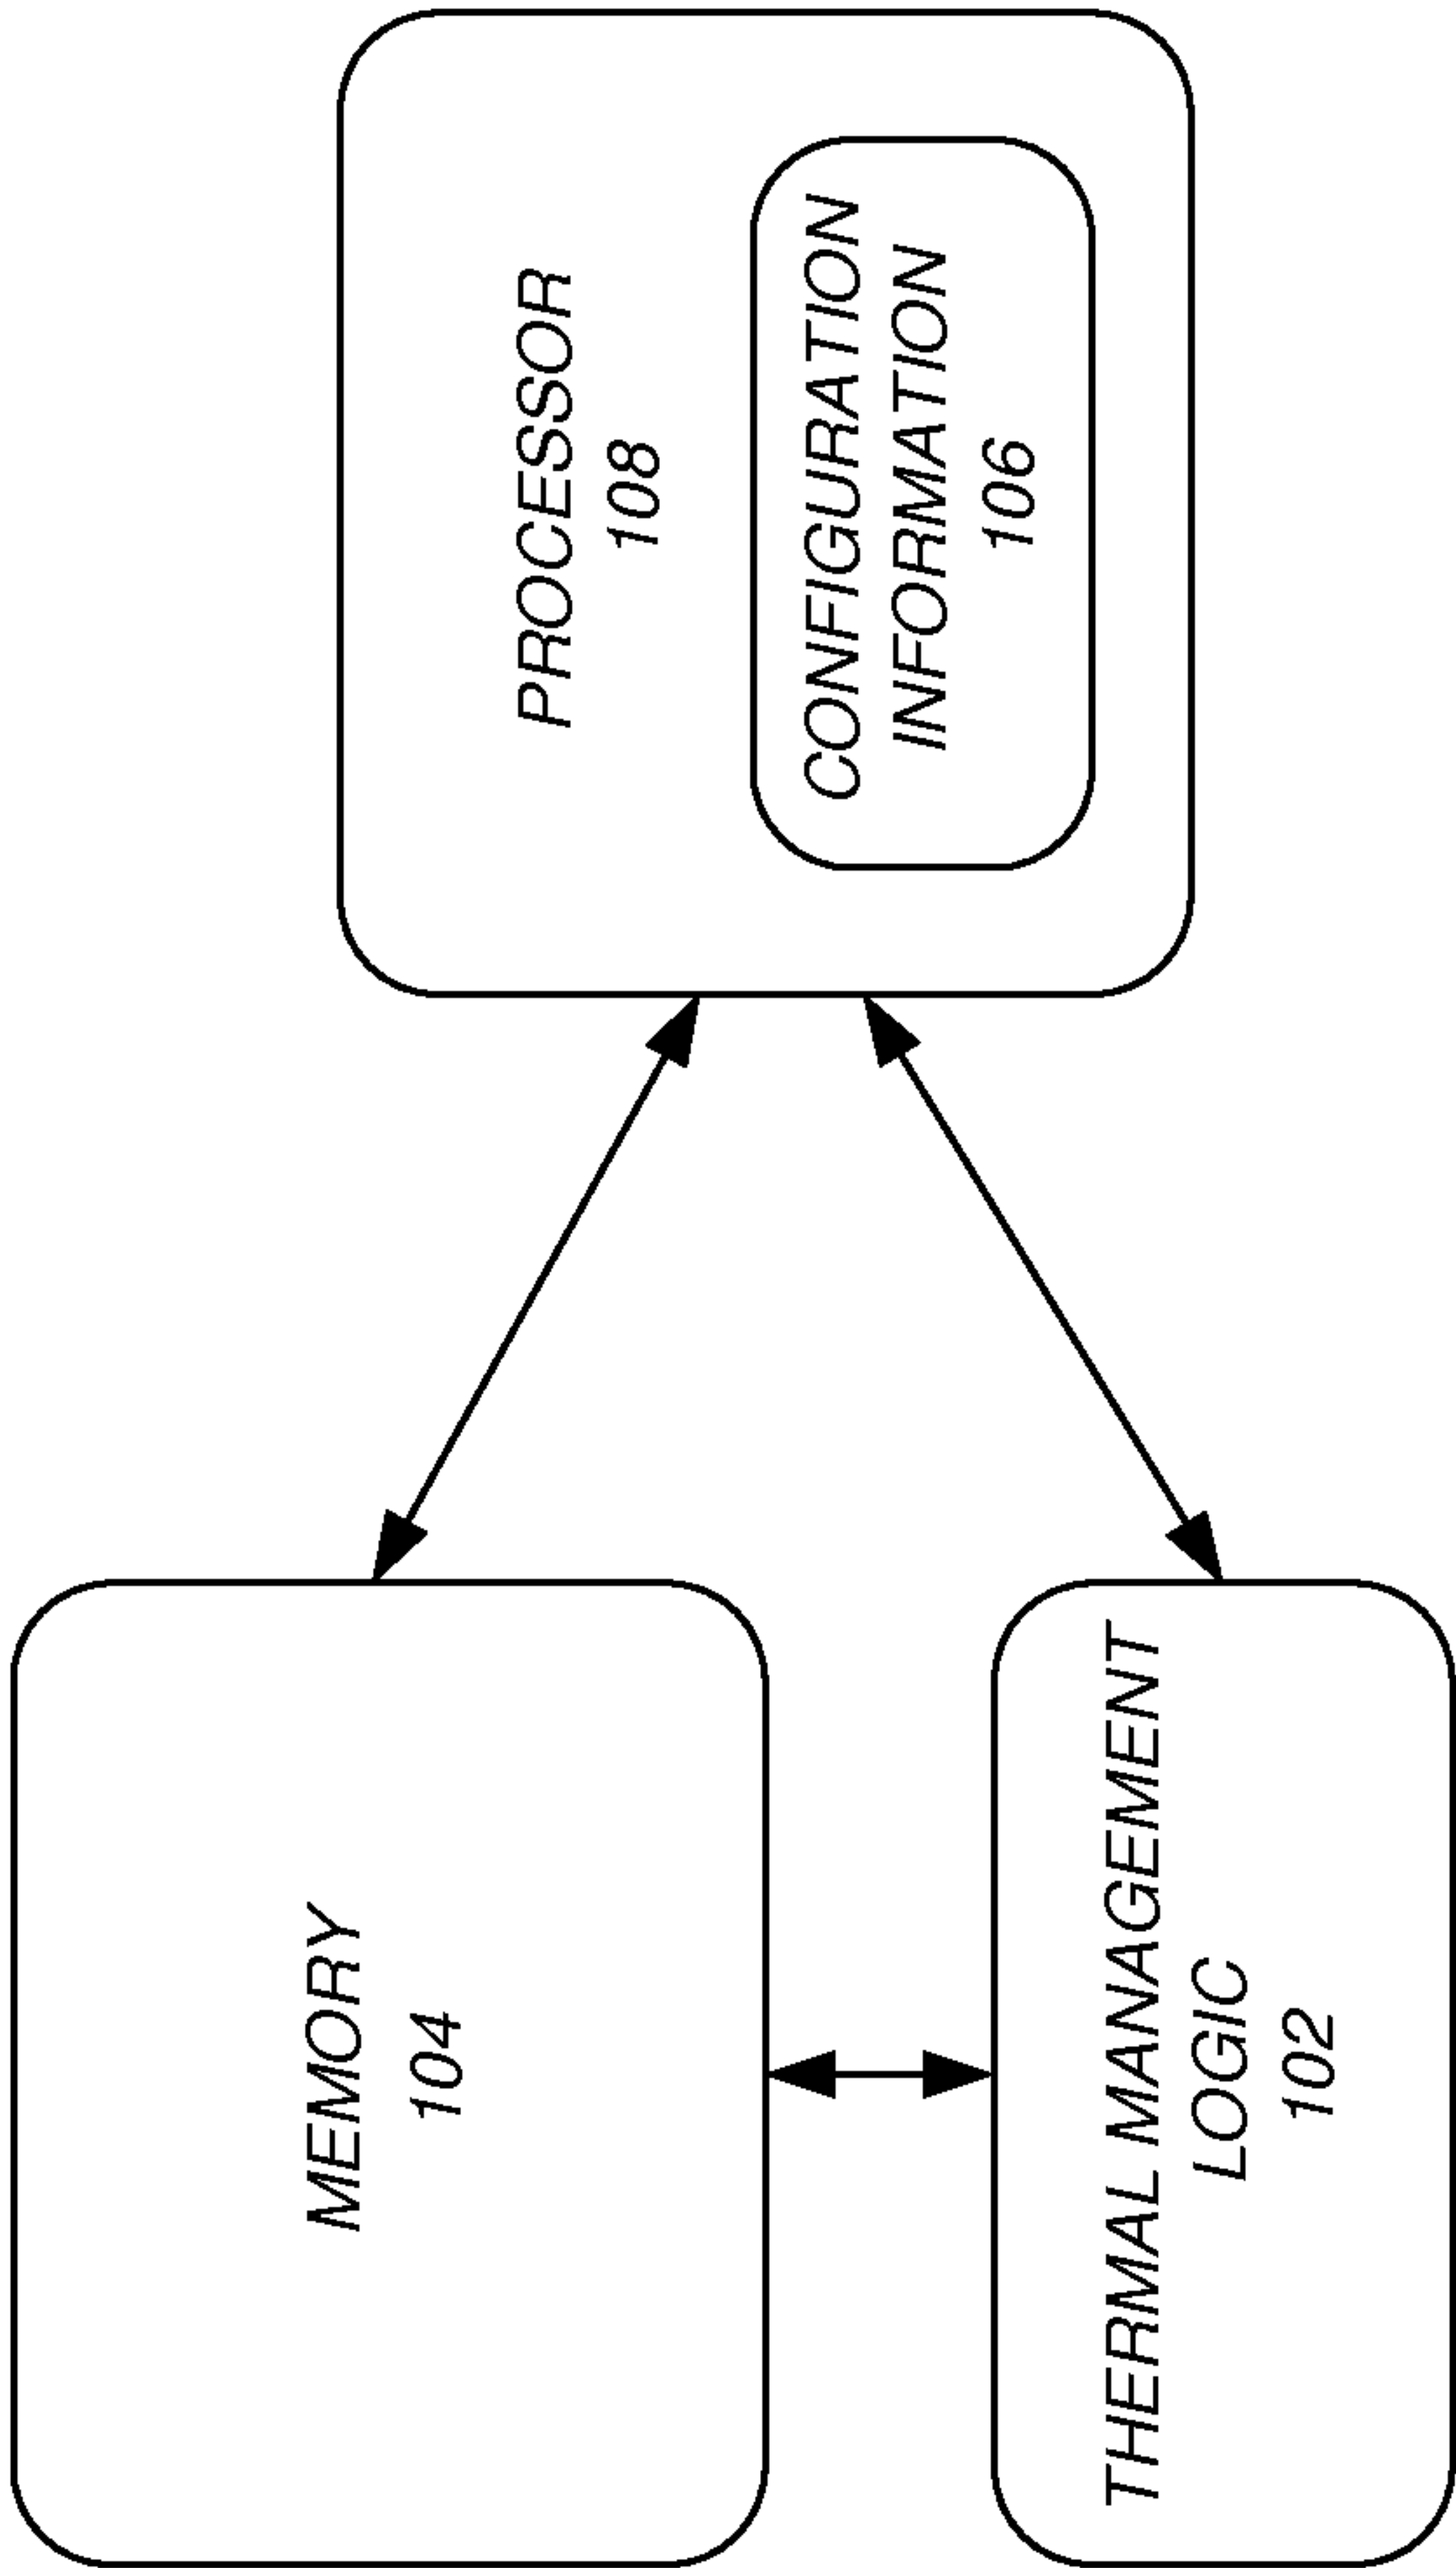 MEMORY
104
THERMAL MANAGEMENT
LOGIC
102
PROCESSOR
108
CONFIGURATION
INFORMATION
106